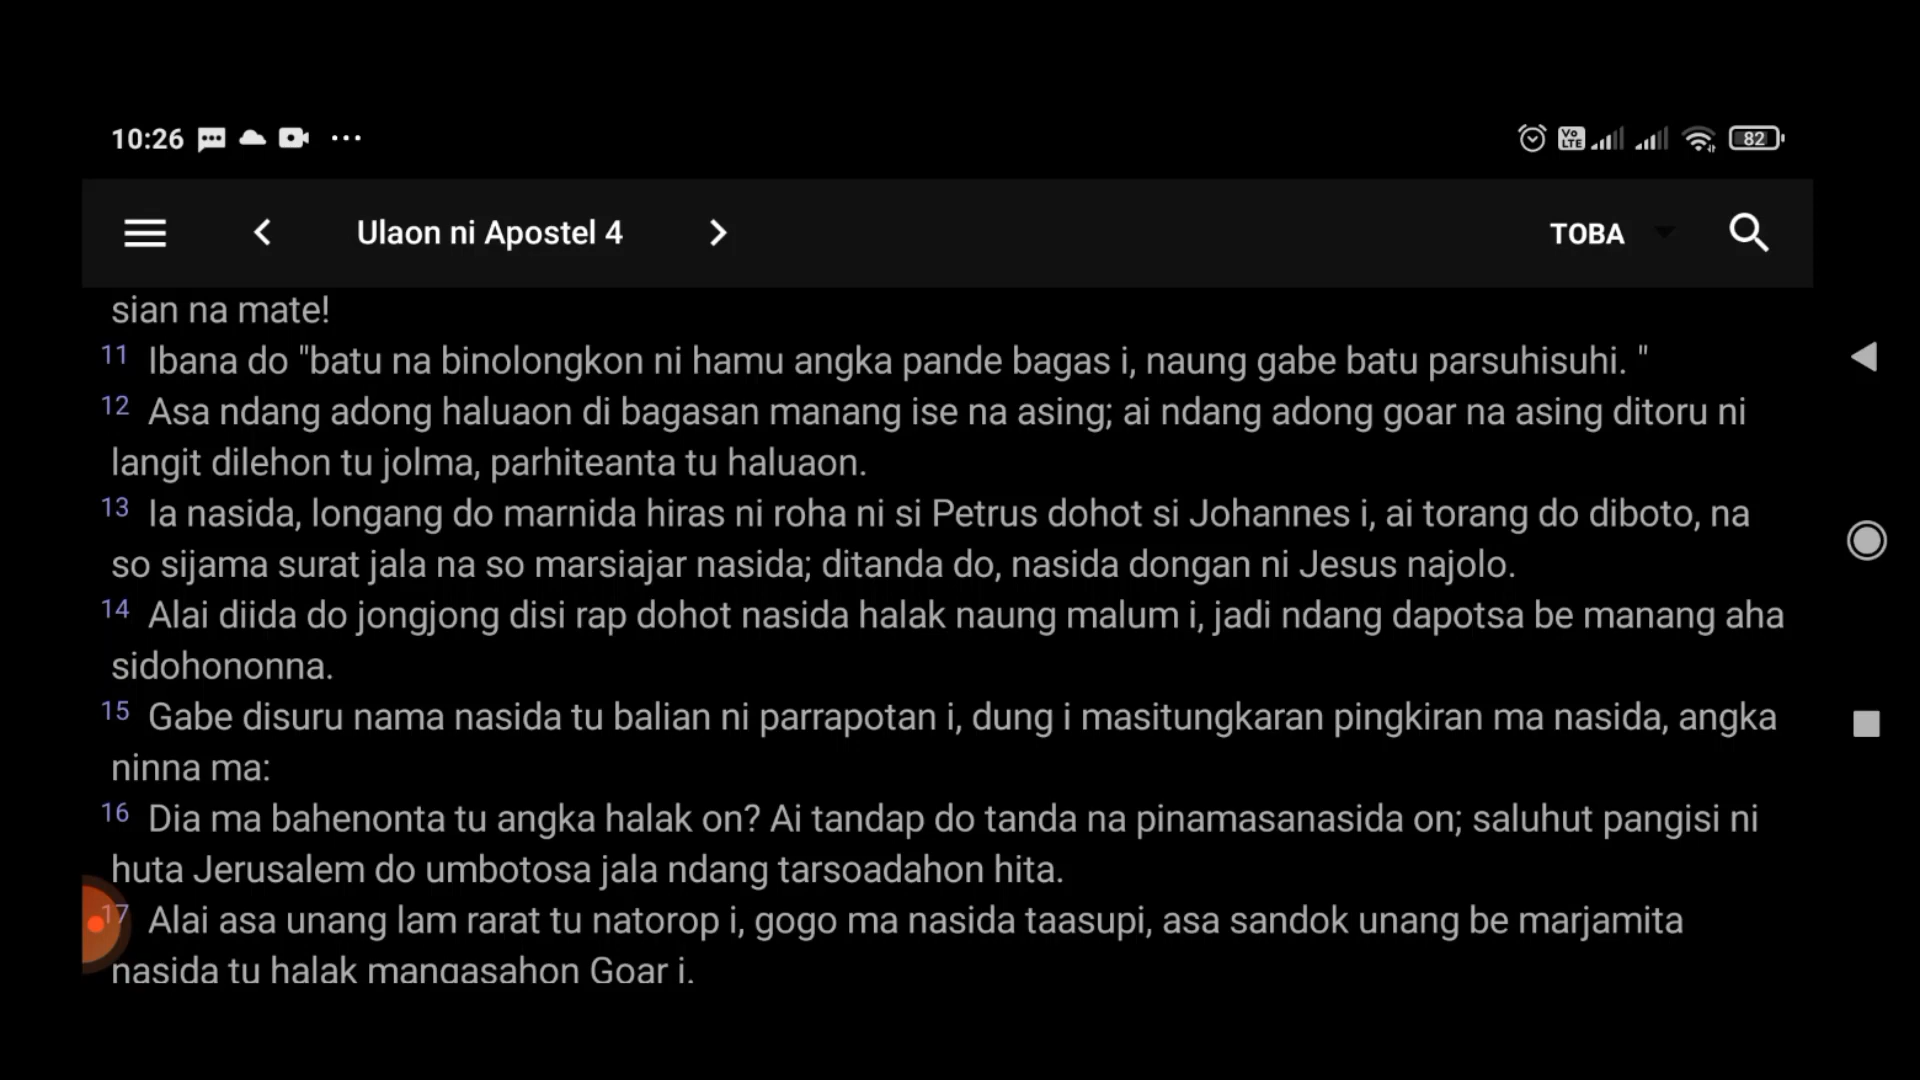 10:26
Vo LTE
82
Ulaon ni Apostel 4
TOBA
sian na mate!
11 Ibana do "batu na binolongkon ni hamu angka pande bagas i, naung gabe batu parsuhisuhi. "
12 Asa ndang adong haluaon di bagasan manang ise na asing; ai ndang adong goar na asing ditoru ni
langit dilehon tu jolma, parhiteanta tu haluaon.
13 Ia nasida, longang do marnida hiras ni roha ni si Petrus dohot si Johannes i, ai torang do diboto, na
so sijama surat jala na so marsiajar nasida; ditanda do, nasida dongan ni Jesus najolo.
14 Alai diida do jongjong disi rap dohot nasida halak naung malum i, jadi ndang dapotsa be manang aha
sidohononna.
15 Gabe disuru nama nasida tu balian ni parrapotan i, dung i masitungkaran pingkiran ma nasida, angka
ninna ma:
16 Dia ma bahenonta tu angka halak on? Ai tandap do tanda na pinamasanasida on; saluhut pangisi ni
huta Jerusalem do umbotosa jala ndang tarsoadahon hita.
17 Alai asa unang lam rarat tu natorop i, gogo ma nasida taasupi, asa sandok unang be marjamita
nasida tu halak mangasahon Goar i.